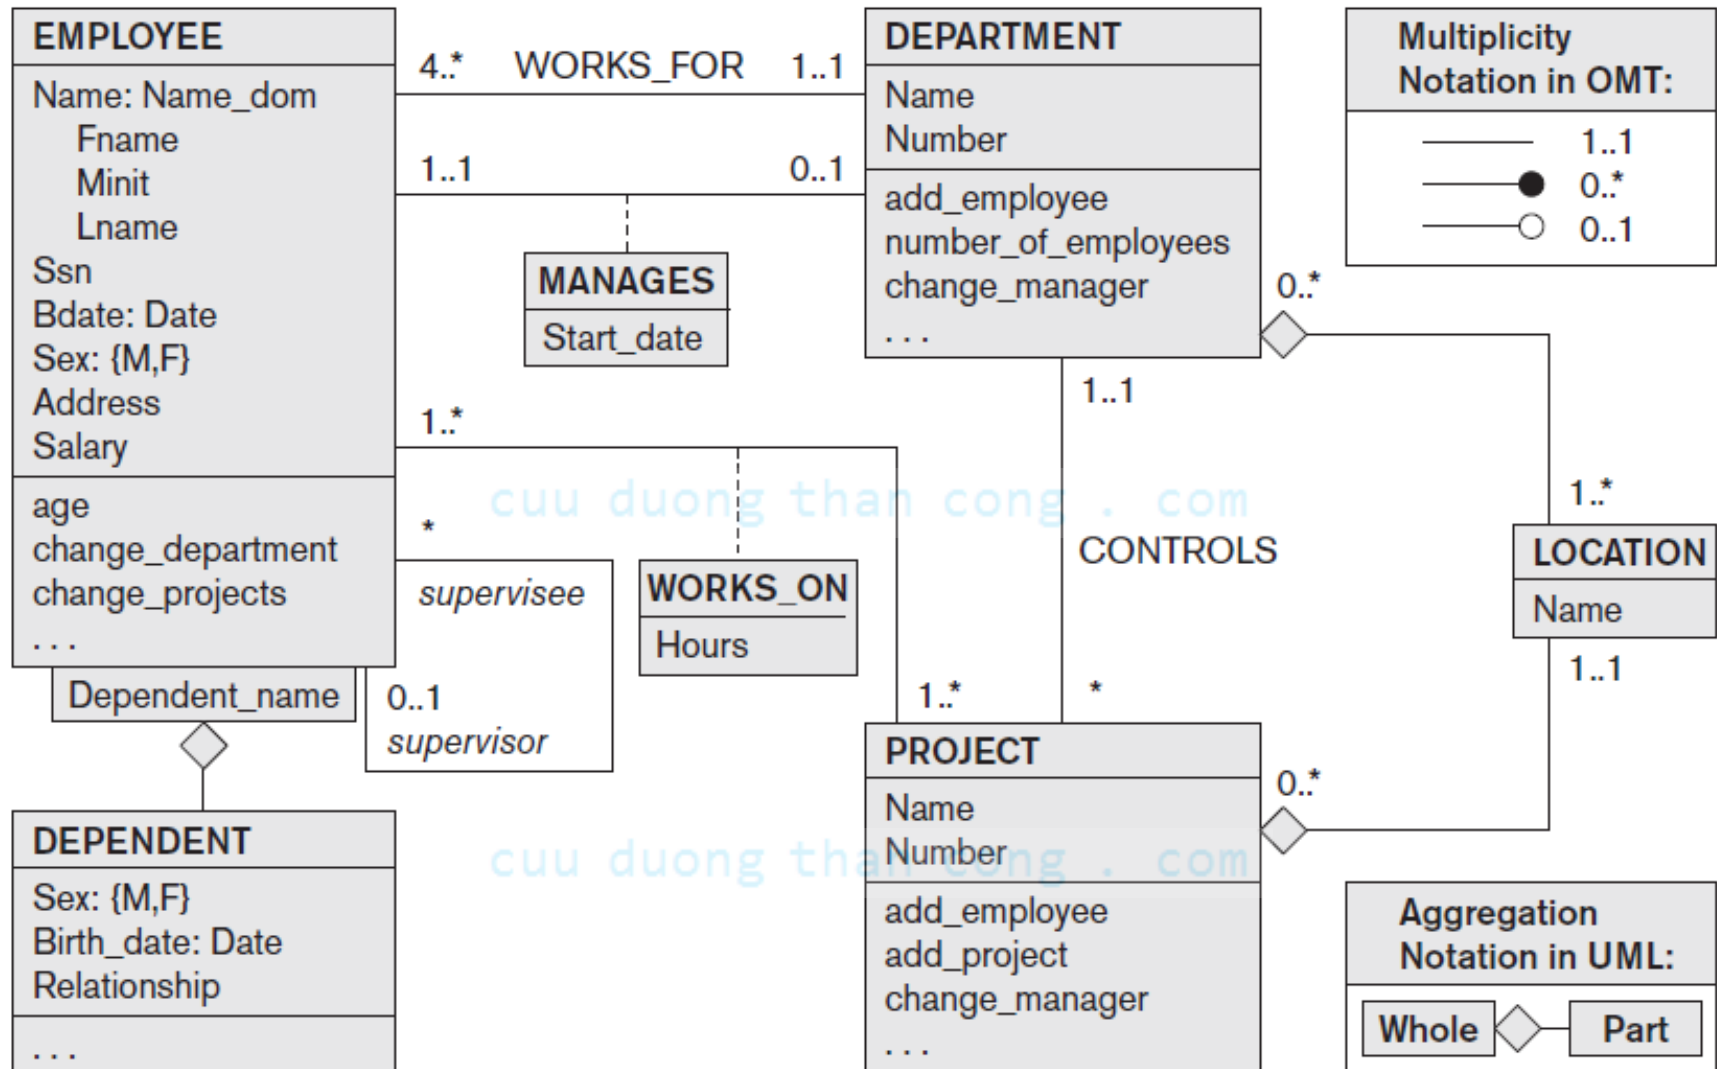 EMPLOYEE
Name: Name_dom
Fname
Minit
Lname
Ssn
Bdate: Date
Sex: {M,F}
Address
Salary
age
change_department
change_projects
. . .
Dependent_name
DEPENDENT
Sex: {M,F}
Birth_date: Date
Relationship
. . .
4..* WORKS_FOR 1..1
1..1 0..1
MANAGES
Start_date
1..*
cuu duong than cong . com
*
supervisee
WORKS_ON
Hours
0..1
supervisor
1..*
*
cuu duong than cong . com
DEPARTMENT
Name
Number
add_employee
number_of_employees
change_manager
. . .
1..1
CONTROLS
PROJECT
Name
Number
add_employee
add_project
change_manager
. . .
Multiplicity
Notation in OMT:
1..1
0..*
0..1
0..*
1..*
LOCATION
Name
1..1
0..*
Aggregation
Notation in UML:
Whole Part